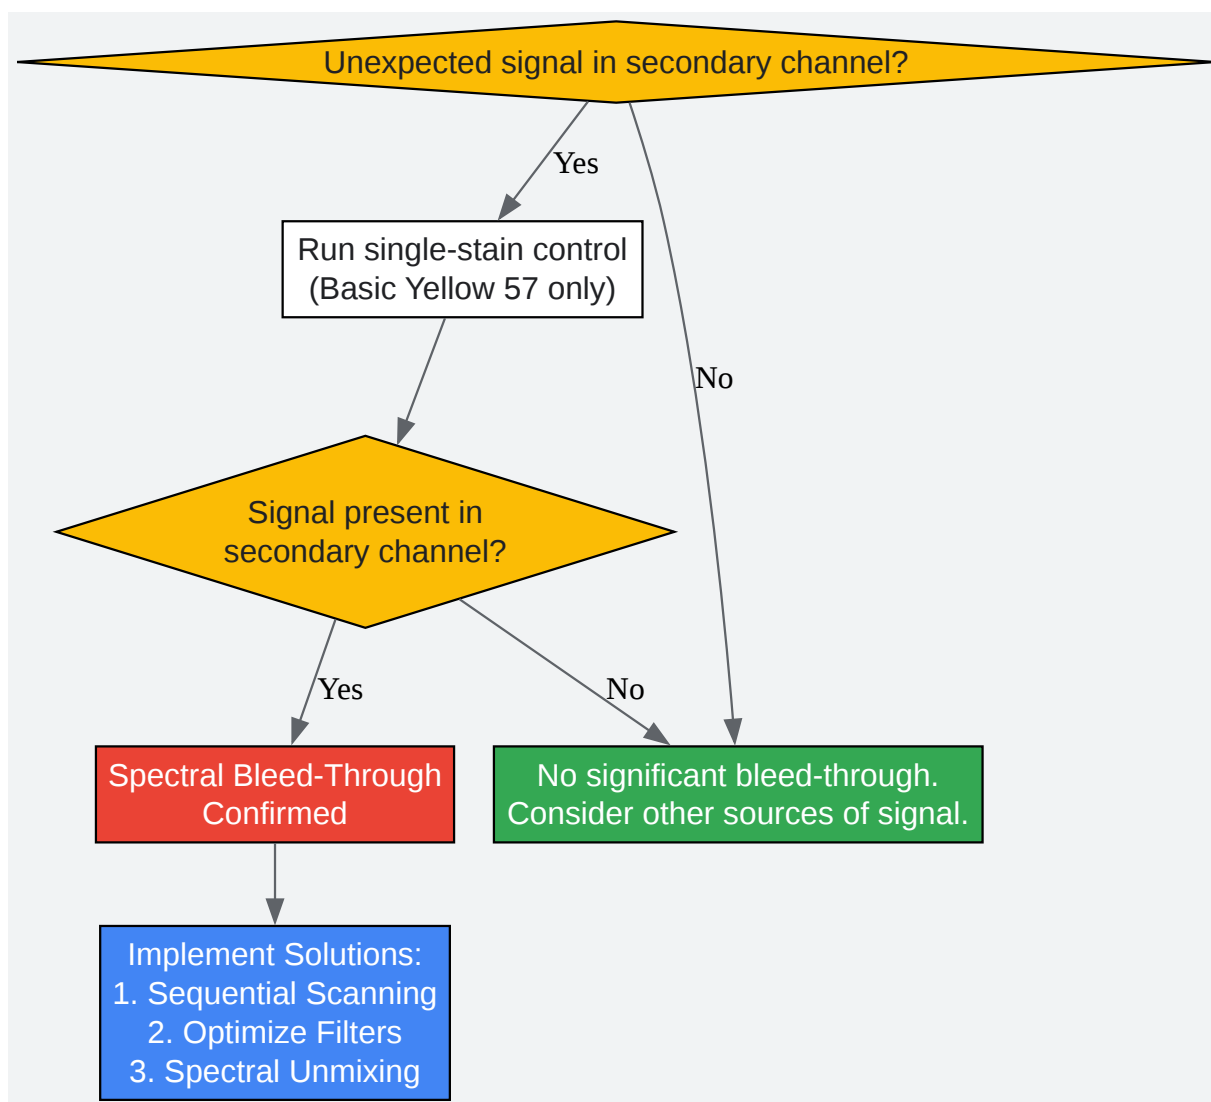 Unexpected signal in secondary channel?
Yes
Run single-stain control
(Basic Yellow 57 only)
No
Signal present in
secondary channel?
Yes
No
Spectral Bleed-Through
Confirmed
No significant bleed-through.
Consider other sources of signal.
Implement Solutions:
1. Sequential Scanning
2. Optimize Filters
3. Spectral Unmixing